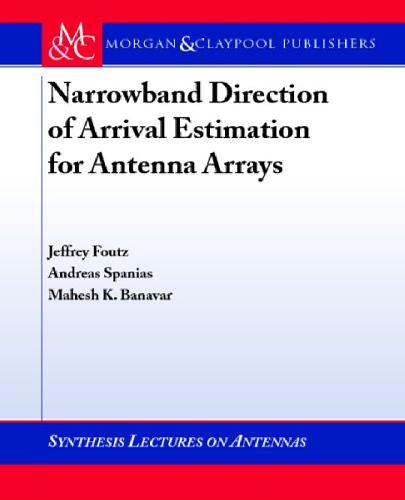 M&C MORGAN&CLAYPOOL PUBLISHERS
Narrowband Direction
of Arrival Estimation
for Antenna Arrays
Jeffrey Foutz
Andreas Spanias
Mahesh K. Banavar
SYNTHESIS LECTURES ON ANTENNAS